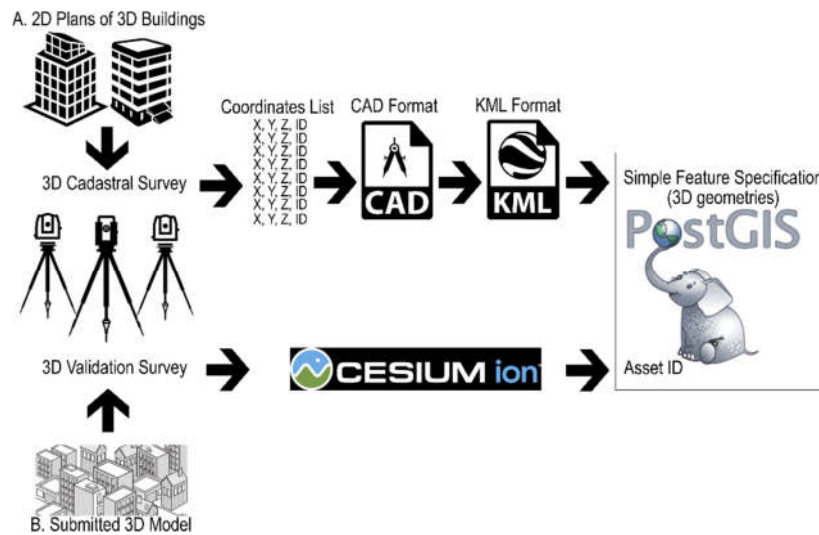 A. 2D Plans of 3D Buildings
Coordinates List
X, Y, Z, ID
X, Y, Z, ID
X, Y, Z, ID
X, Y, Z, ID
X, Y, Z, ID
X, Y, Z, ID
X, Y, Z, ID
X, Y, Z, ID
CAD Format
CAD
KML Format
KML
3D Cadastral Survey
Simple Feature Specification
(3D geometries)
PostGIS
3D Validation Survey
CESIUM ion
Asset ID
B. Submitted 3D Model